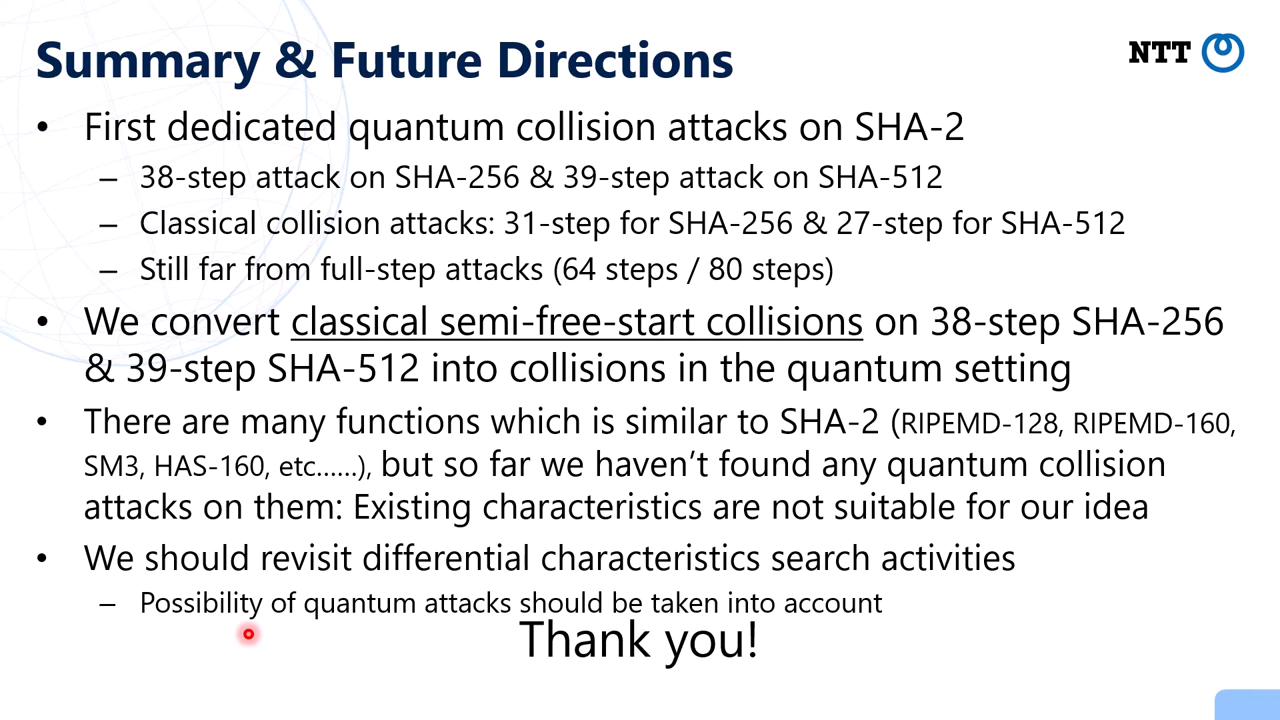 Summary & Future Directions
NTT
• First dedicated quantum collision attacks on SHA-2
– 38-step attack on SHA-256 & 39-step attack on SHA-512
– Classical collision attacks: 31-step for SHA-256 & 27-step for SHA-512
– Still far from full-step attacks (64 steps / 80 steps)
• We convert classical semi-free-start collisions on 38-step SHA-256
& 39-step SHA-512 into collisions in the quantum setting
• There are many functions which is similar to SHA-2 (RIPEMD-128, RIPEMD-160,
SM3, HAS-160, etc......), but so far we haven’t found any quantum collision
attacks on them: Existing characteristics are not suitable for our idea
• We should revisit differential characteristics search activities
– Possibility of quantum attacks should be taken into account
Thank you!